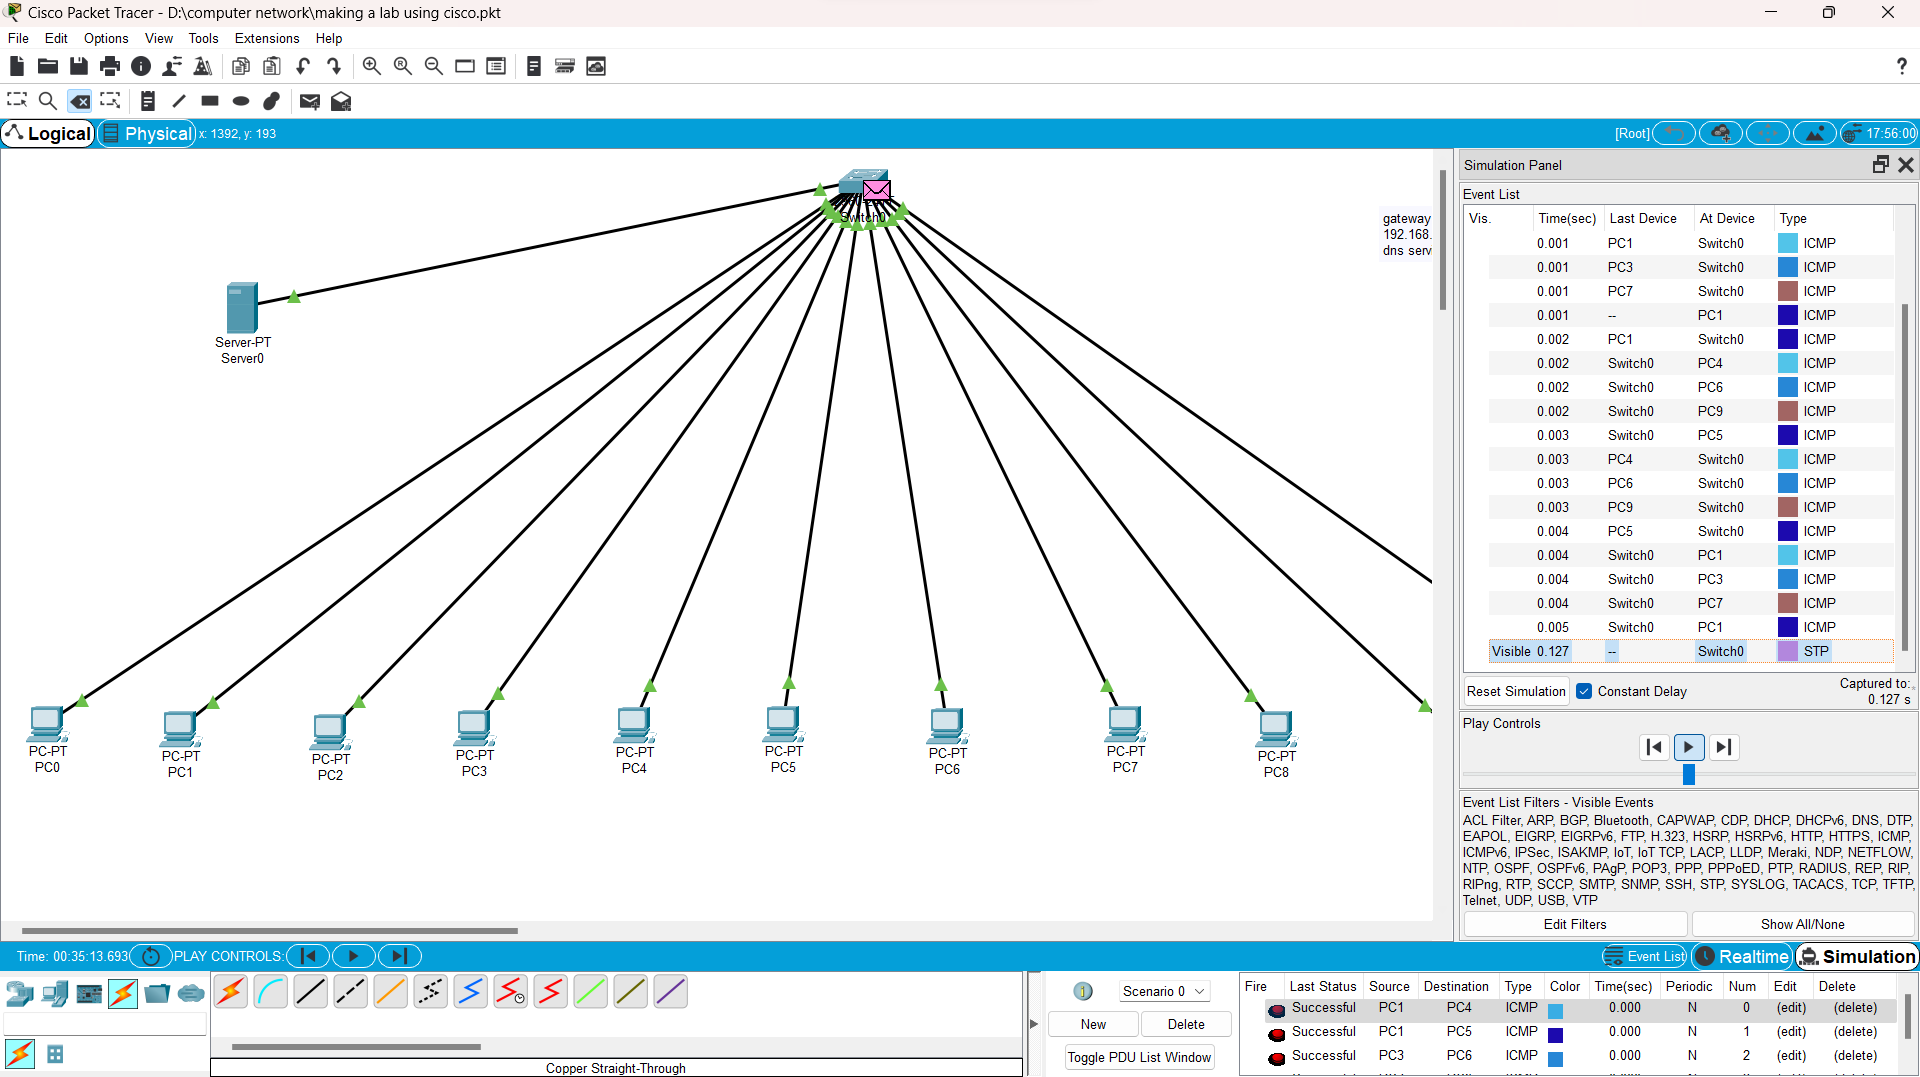 Cisco Packet Tracer - D:\computer network\making a lab using cisco.pkt
File Edit Options View Tools Extensions Help
Logical Physical x: 1392, y: 193
[Root] 17:56:00
Switch0
gateway
192.168.
dns serv
Server-PT
Server0
PC-PT
PC0
PC-PT
PC1
PC-PT
PC2
PC-PT
PC3
PC-PT
PC4
PC-PT
PC5
PC-PT
PC6
PC-PT
PC7
PC-PT
PC8
Simulation Panel
Event List
Vis. Time(sec) Last Device At Device Type
0.001 PC1 Switch0 ICMP
0.001 PC3 Switch0 ICMP
0.001 PC7 Switch0 ICMP
0.001 -- PC1 ICMP
0.002 PC1 Switch0 ICMP
0.002 Switch0 PC4 ICMP
0.002 Switch0 PC6 ICMP
0.002 Switch0 PC9 ICMP
0.003 Switch0 PC5 ICMP
0.003 PC4 Switch0 ICMP
0.003 PC6 Switch0 ICMP
0.003 PC9 Switch0 ICMP
0.004 PC5 Switch0 ICMP
0.004 Switch0 PC1 ICMP
0.004 Switch0 PC3 ICMP
0.004 Switch0 PC7 ICMP
0.005 Switch0 PC1 ICMP
Visible 0.127 -- Switch0 STP
Reset Simulation Constant Delay Captured to:
0.127 s
Play Controls
Event List Filters - Visible Events
ACL Filter, ARP, BGP, Bluetooth, CAPWAP, CDP, DHCP, DHCPv6, DNS, DTP,
EAPOL, EIGRP, EIGRPv6, FTP, H.323, HSRP, HSRPv6, HTTP, HTTPS, ICMP,
ICMPv6, IPSec, ISAKMP, IoT, IoT TCP, LACP, LLDP, Meraki, NDP, NETFLOW,
NTP, OSPF, OSPFv6, PAgP, POP3, PPP, PPPoED, PTP, RADIUS, REP, RIP,
RIPng, RTP, SCCP, SMTP, SNMP, SSH, STP, SYSLOG, TACACS, TCP, TFTP,
Telnet, UDP, USB, VTP
Edit Filters Show All/None
Time: 00:35:13.693 PLAY CONTROLS: Event List Realtime Simulation
Copper Straight-Through
Scenario 0
New Delete
Toggle PDU List Window
Fire Last Status Source Destination Type Color Time(sec) Periodic Num Edit Delete
Successful PC1 PC4 ICMP 0.000 N 0 (edit) (delete)
Successful PC1 PC5 ICMP 0.000 N 1 (edit) (delete)
Successful PC3 PC6 ICMP 0.000 N 2 (edit) (delete)